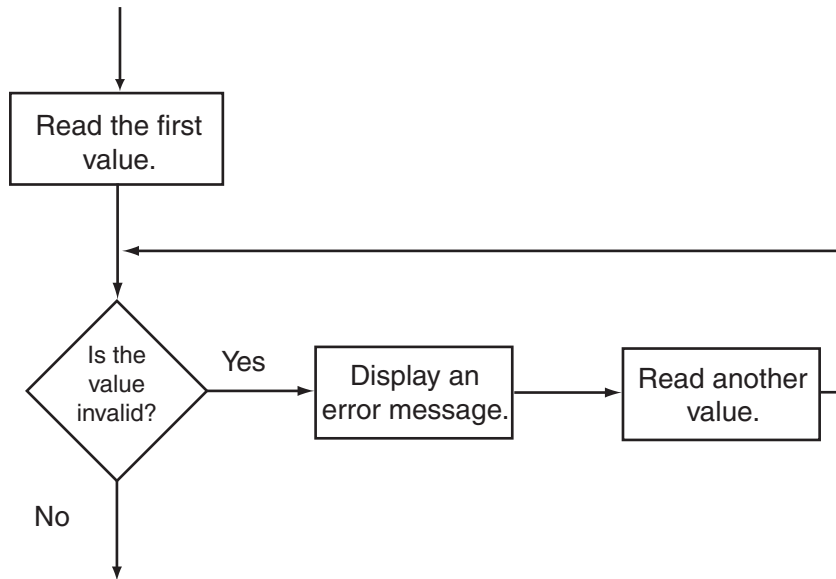 Read the first
value.
Is the
value
invalid?
Yes
Display an
error message.
Read another
value.
No